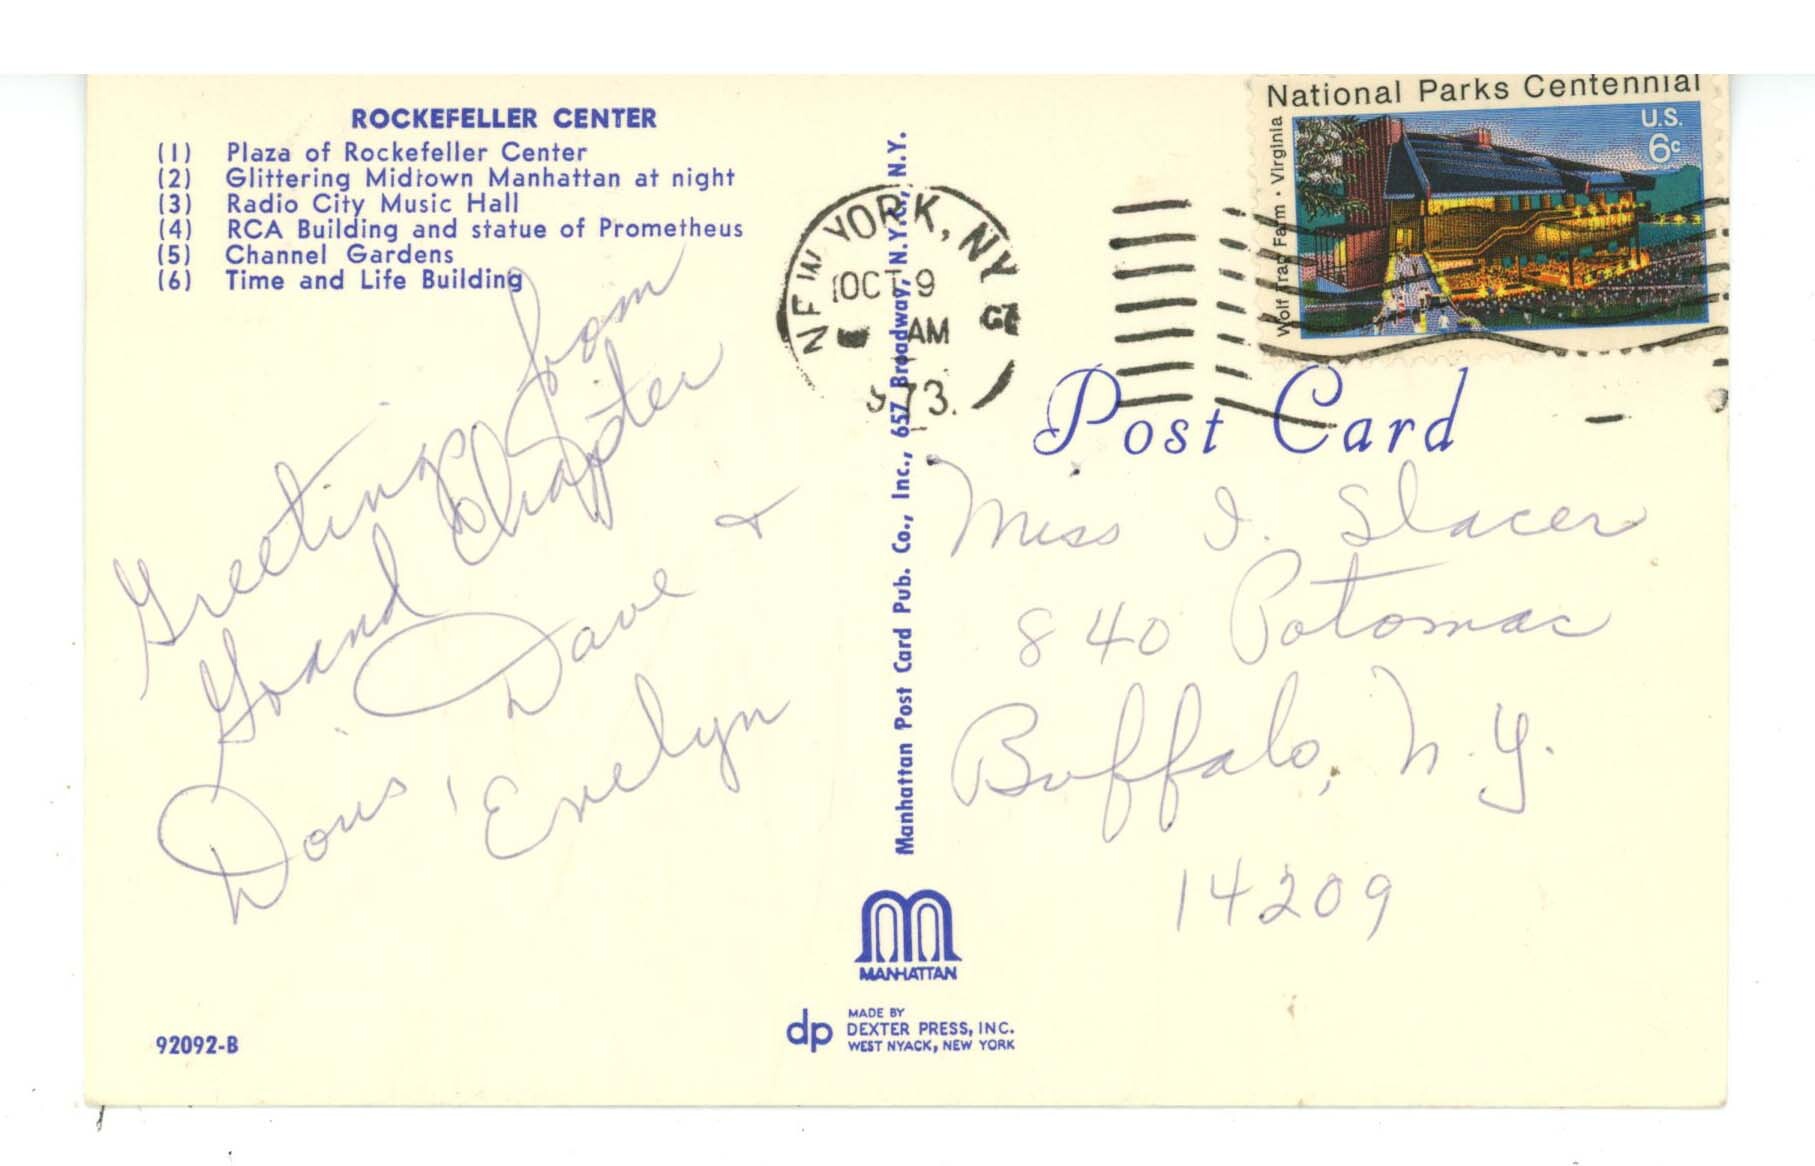 ROCKEFELLER CENTER
(1) Plaza of Rockefeller Center
(2) Glittering Midtown Manhattan at night
(3) Radio City Music Hall
(4) RCA Building and statue of Prometheus
(5) Channel Gardens
(6) Time and Life Building
Greetings from
Grand Chapter
Dave &
Doris, Evelyn
92092-B
Manhattan Post Card Pub. Co., Inc., 657 Broadway, N.Y.C., N.Y.
MANHATTAN
dp
MADE BY
DEXTER PRESS, INC.
WEST NYACK, NEW YORK
NEW YORK, NY
OCT 9
AM
National Parks Centennial
Wolf Trap Farm • Virginia
U.S.
6c
Post Card
Miss I. Slacer
840 Potomac
Buffalo, N.Y.
14209